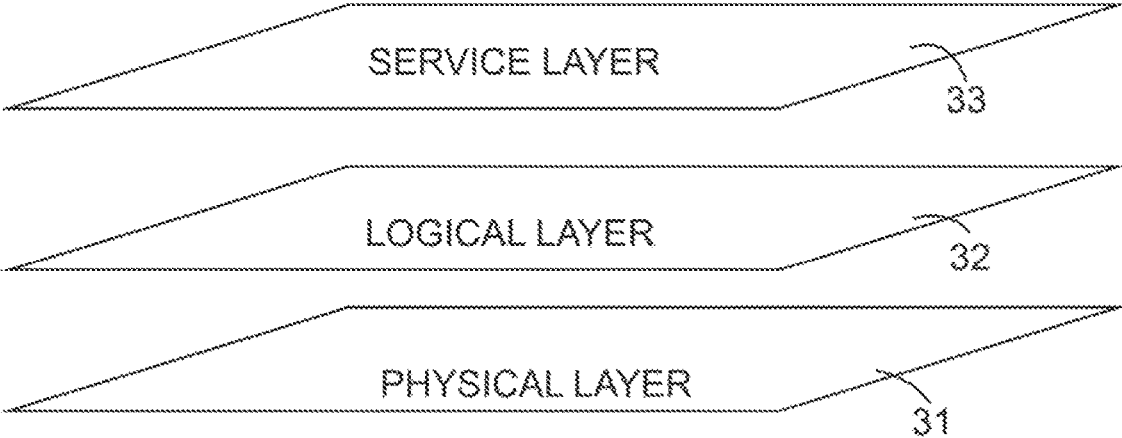 SERVICE LAYER
33
LOGICAL LAYER
32
PHYSICAL LAYER
31